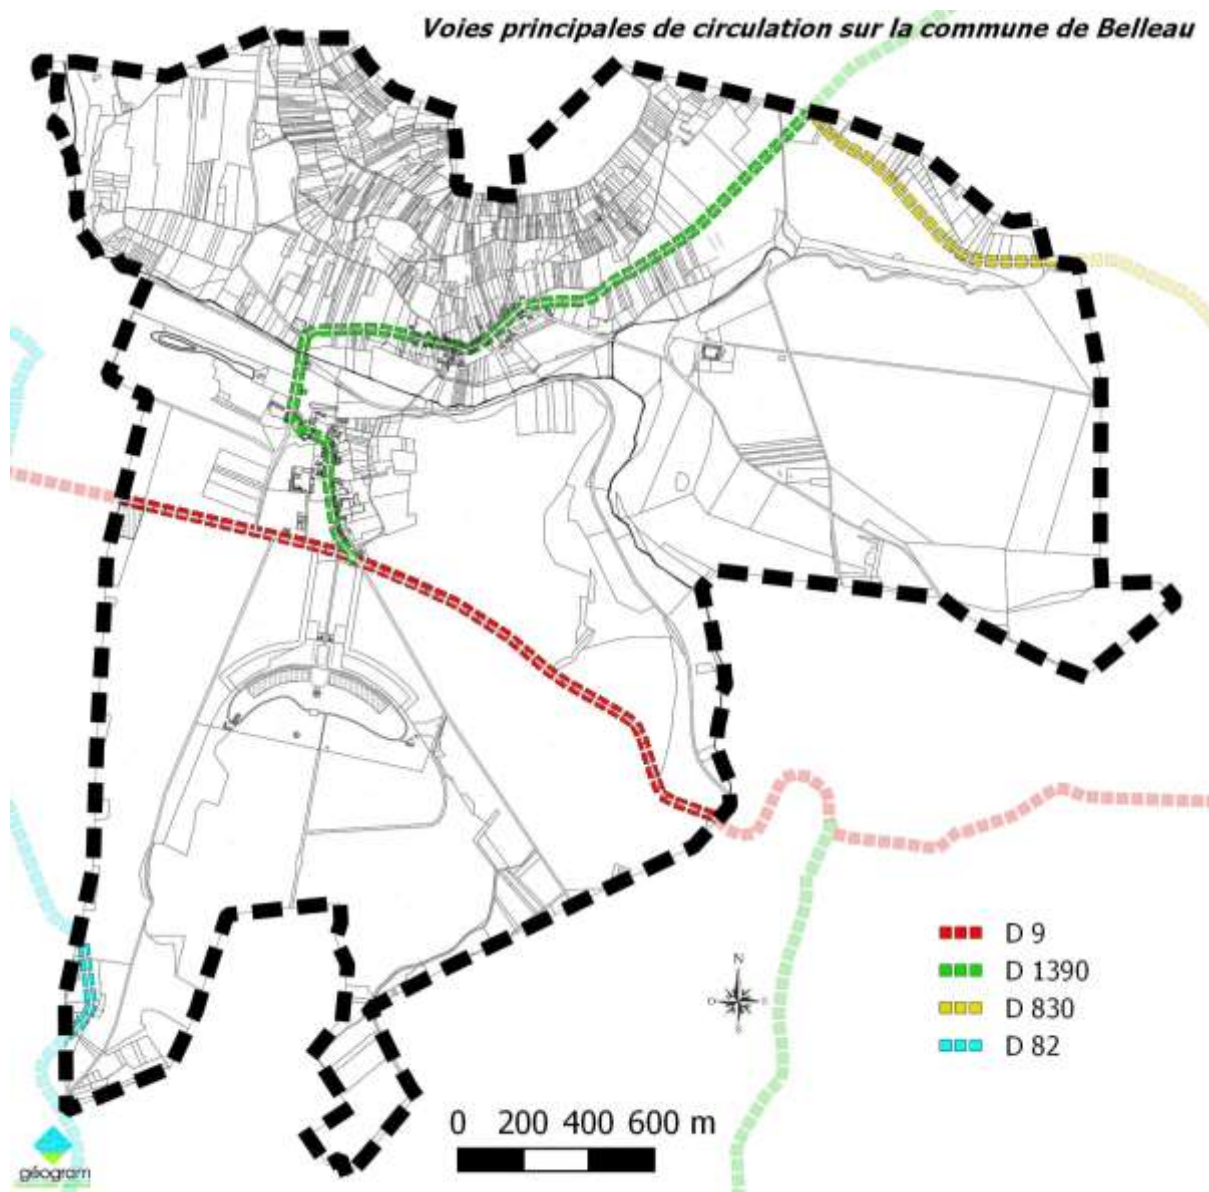 Voies principales de circulation sur la commune de Belleau
D 9
D 1390
D 830
D 82
N
O E
S
0 200 400 600 m
géogram